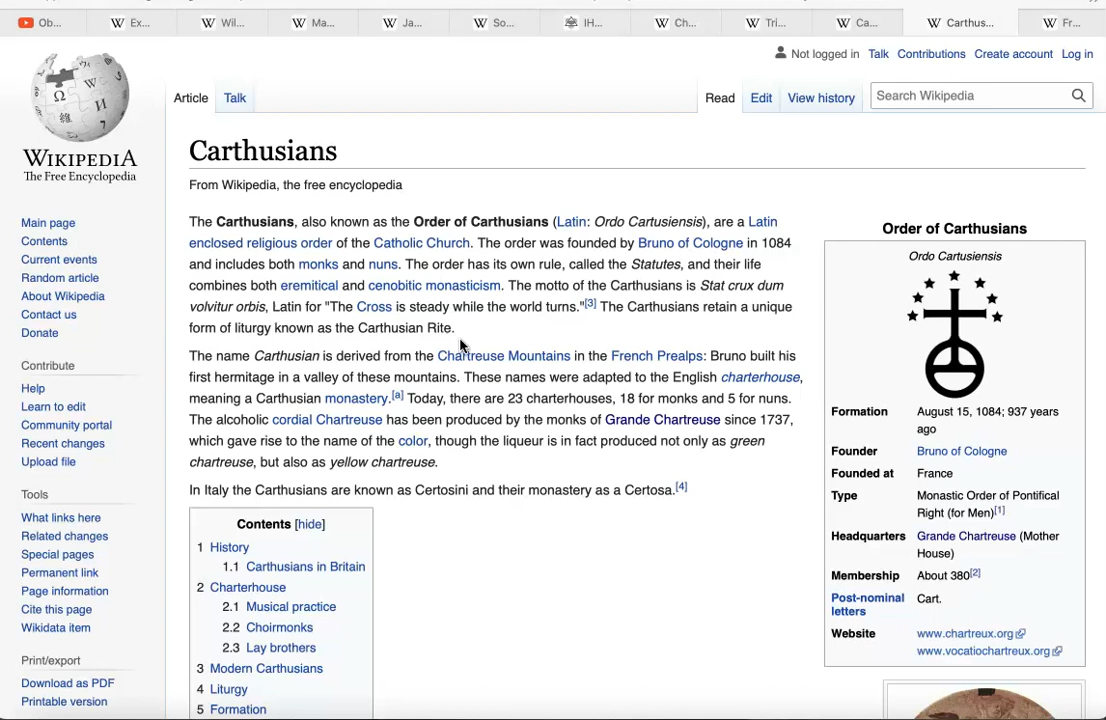 Ob...
Ex...
Wil...
Ma...
Ja...
So...
IH...
Ch...
Tri...
Ca...
Carthus...
Fr...
Not logged in Talk Contributions Create account Log in
Article Talk
Read Edit View history
Search Wikipedia
WIKIPEDIA
The Free Encyclopedia
Main page
Contents
Current events
Random article
About Wikipedia
Contact us
Donate
Contribute
Help
Learn to edit
Community portal
Recent changes
Upload file
Tools
What links here
Related changes
Special pages
Permanent link
Page information
Cite this page
Wikidata item
Print/export
Download as PDF
Printable version
Carthusians
From Wikipedia, the free encyclopedia
The Carthusians, also known as the Order of Carthusians (Latin: Ordo Cartusiensis), are a Latin
enclosed religious order of the Catholic Church. The order was founded by Bruno of Cologne in 1084
and includes both monks and nuns. The order has its own rule, called the Statutes, and their life
combines both eremitical and cenobitic monasticism. The motto of the Carthusians is Stat crux dum
volvitur orbis, Latin for "The Cross is steady while the world turns."[3] The Carthusians retain a unique
form of liturgy known as the Carthusian Rite.
The name Carthusian is derived from the Chartreuse Mountains in the French Prealps: Bruno built his
first hermitage in a valley of these mountains. These names were adapted to the English charterhouse,
meaning a Carthusian monastery.[a] Today, there are 23 charterhouses, 18 for monks and 5 for nuns.
The alcoholic cordial Chartreuse has been produced by the monks of Grande Chartreuse since 1737,
which gave rise to the name of the color, though the liqueur is in fact produced not only as green
chartreuse, but also as yellow chartreuse.
In Italy the Carthusians are known as Certosini and their monastery as a Certosa.[4]
Contents [hide]
1 History
1.1 Carthusians in Britain
2 Charterhouse
2.1 Musical practice
2.2 Choirmonks
2.3 Lay brothers
3 Modern Carthusians
4 Liturgy
5 Formation
Order of Carthusians
Ordo Cartusiensis
Formation August 15, 1084; 937 years
ago
Founder Bruno of Cologne
Founded at France
Type Monastic Order of Pontifical
Right (for Men)[1]
Headquarters Grande Chartreuse (Mother
House)
Membership About 380[2]
Post-nominal Cart.
letters
Website www.chartreux.org
www.vocatiochartreux.org